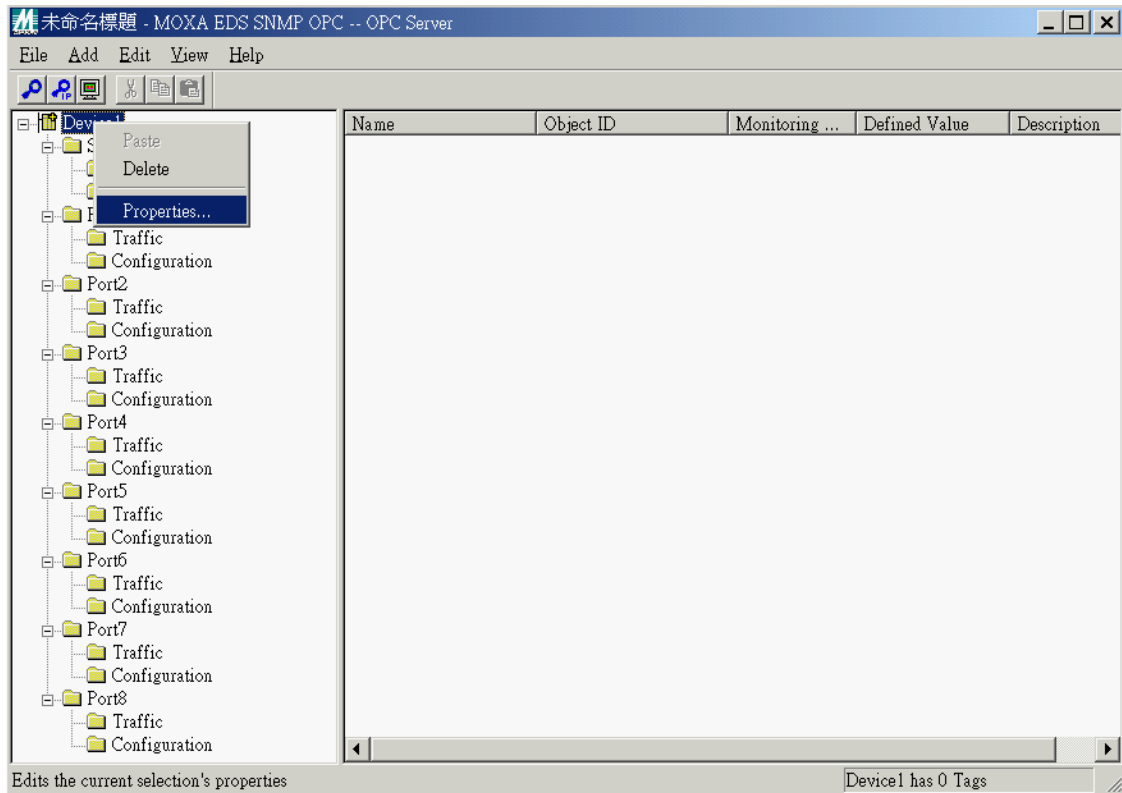 未命名標題 - MOXA EDS SNMP OPC -- OPC Server
File Add Edit View Help
IP
Name Object ID Monitoring ... Defined Value Description
Paste
Delete
Properties...
Traffic
Configuration
Port2
Traffic
Configuration
Port3
Traffic
Configuration
Port4
Traffic
Configuration
Port5
Traffic
Configuration
Port6
Traffic
Configuration
Port7
Traffic
Configuration
Port8
Traffic
Configuration
Edits the current selection's properties Device1 has 0 Tags